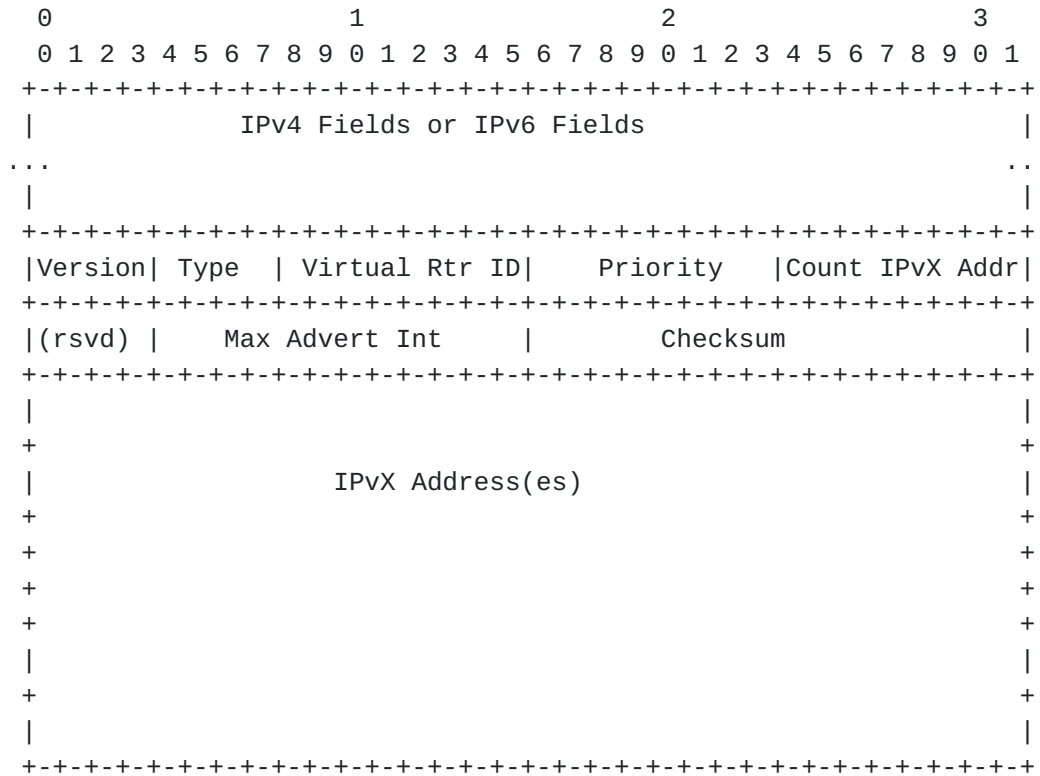 0                   1                   2                   3
 0 1 2 3 4 5 6 7 8 9 0 1 2 3 4 5 6 7 8 9 0 1 2 3 4 5 6 7 8 9 0 1
+-+-+-+-+-+-+-+-+-+-+-+-+-+-+-+-+-+-+-+-+-+-+-+-+-+-+-+-+-+-+-+-+
|             IPv4 Fields or IPv6 Fields                        |
...                                                             ..
|                                                               |
+-+-+-+-+-+-+-+-+-+-+-+-+-+-+-+-+-+-+-+-+-+-+-+-+-+-+-+-+-+-+-+-+
|Version| Type  | Virtual Rtr ID|    Priority   |Count IPvX Addr|
+-+-+-+-+-+-+-+-+-+-+-+-+-+-+-+-+-+-+-+-+-+-+-+-+-+-+-+-+-+-+-+-+
|(rsvd) |    Max Advert Int     |        Checksum               |
+-+-+-+-+-+-+-+-+-+-+-+-+-+-+-+-+-+-+-+-+-+-+-+-+-+-+-+-+-+-+-+-+
|                                                               |
+                                                               +
|                   IPvX Address(es)                            |
+                                                               +
+                                                               +
+                                                               +
+                                                               +
|                                                               |
+                                                               +
|                                                               |
+-+-+-+-+-+-+-+-+-+-+-+-+-+-+-+-+-+-+-+-+-+-+-+-+-+-+-+-+-+-+-+-+